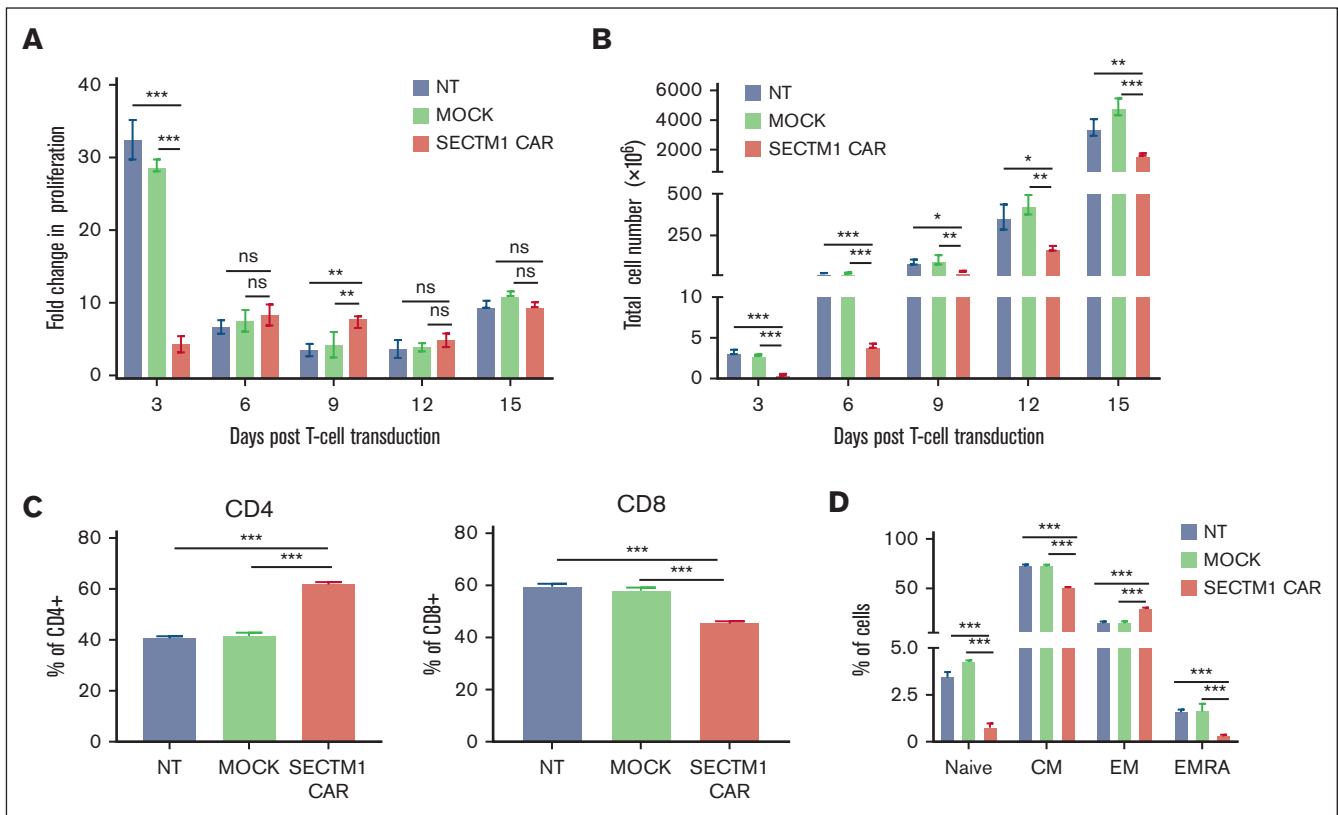 A
Fold change in proliferation
40
30
20
10
0
***
***
ns
ns
**
**
ns
ns
ns
ns
NT
MOCK
SECTM1 CAR
3 6 9 12 15
Days post T-cell transduction
B
Total cell number (×10⁶)
6000
4000
2000
500
250
10
5
0
NT
MOCK
SECTM1 CAR
***
***
***
***
*
**
*
**
**
***
3 6 9 12 15
Days post T-cell transduction
C
CD4
% of CD4+
80
60
40
20
0
***
***
NT MOCK SECTM1
CAR
CD8
% of CD8+
80
60
40
20
0
***
***
NT MOCK SECTM1
CAR
D
% of cells
100
50
5.0
2.5
0
***
***
***
***
***
***
***
***
NT
MOCK
SECTM1 CAR
Naive CM EM EMRA